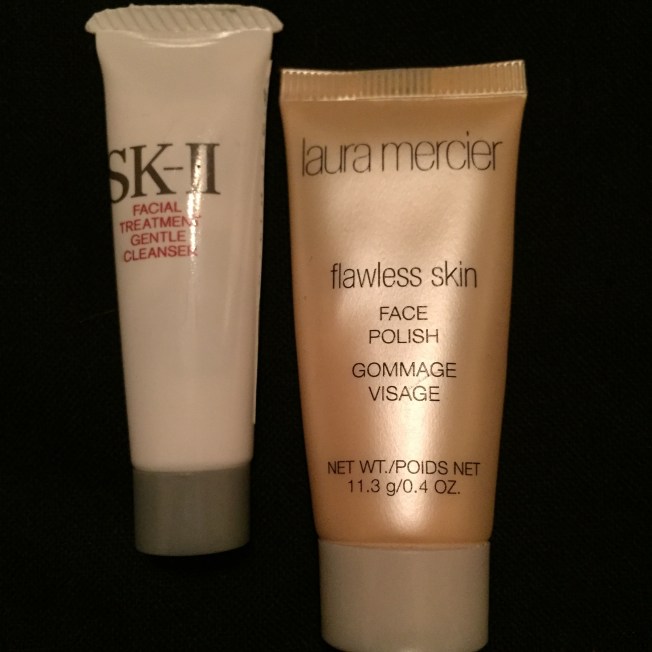 SK-II
FACIAL
TREATMENT
GENTLE
CLEANSER
laura mercier
flawless skin
FACE
POLISH
GOMMAGE
VISAGE
NET WT./POIDS NET
11.3 g/0.4 OZ.